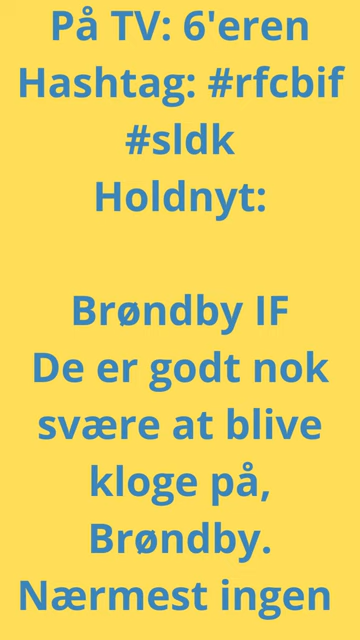 På TV: 6'eren
Hashtag: #rfcbif
#sldk
Holdnyt:
Brøndby IF
De er godt nok
svære at blive
kloge på,
Brøndby.
Nærmest ingen